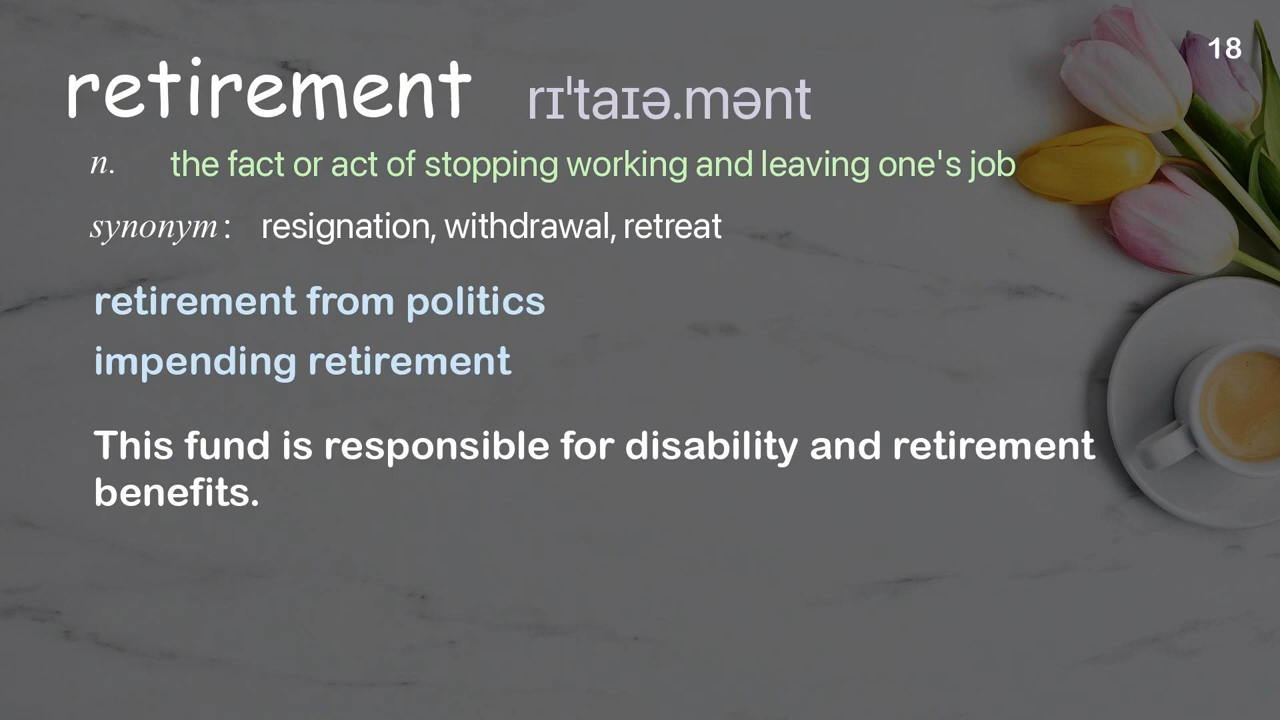 18
retirement rɪˈtaɪə.mənt
n. the fact or act of stopping working and leaving one's job
synonym: resignation, withdrawal, retreat
retirement from politics
impending retirement
This fund is responsible for disability and retirement
benefits.